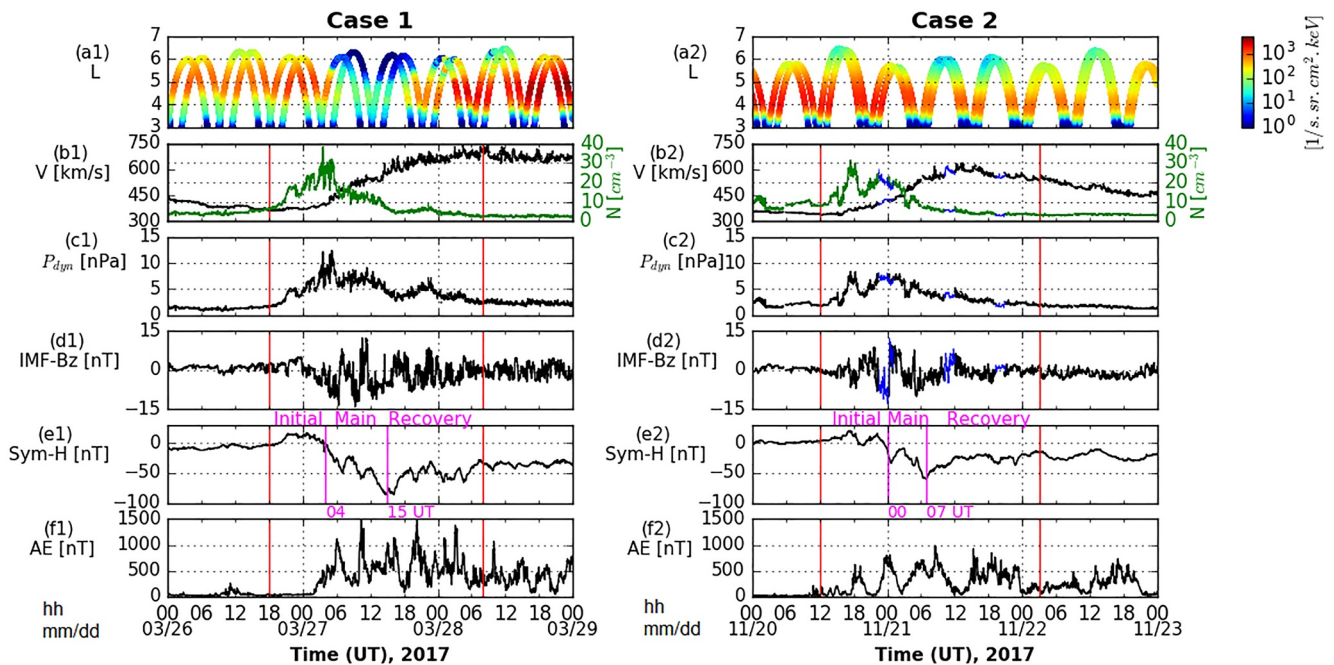 Case 1
Case 2
(a1)
L
7
6
5
4
3
(a2)
L
7
6
5
4
3
10³
10²
10¹
10⁰
[1/s.sr.cm².keV]
(b1)
V [km/s]
750
600
450
300
40
30
20
10
0
N [cm⁻³]
(b2)
V [km/s]
750
600
450
300
40
30
20
10
0
N [cm⁻³]
(c1)
P_dyn [nPa]
15
10
5
0
(c2)
P_dyn [nPa]
15
10
5
0
(d1)
IMF-Bz [nT]
15
0
−15
(d2)
IMF-Bz [nT]
15
0
−15
Initial Main Recovery
(e1)
Sym-H [nT]
0
−50
−100
04 15 UT
Initial Main Recovery
(e2)
Sym-H [nT]
0
−50
−100
00 07 UT
(f1)
AE [nT]
1500
1000
500
0
(f2)
AE [nT]
1500
1000
500
0
hh
mm/dd
00 06 12 18 00 06 12 18 00 06 12 18 00
03/26 03/27 03/28 03/29
Time (UT), 2017
hh
mm/dd
00 06 12 18 00 06 12 18 00 06 12 18 00
11/20 11/21 11/22 11/23
Time (UT), 2017